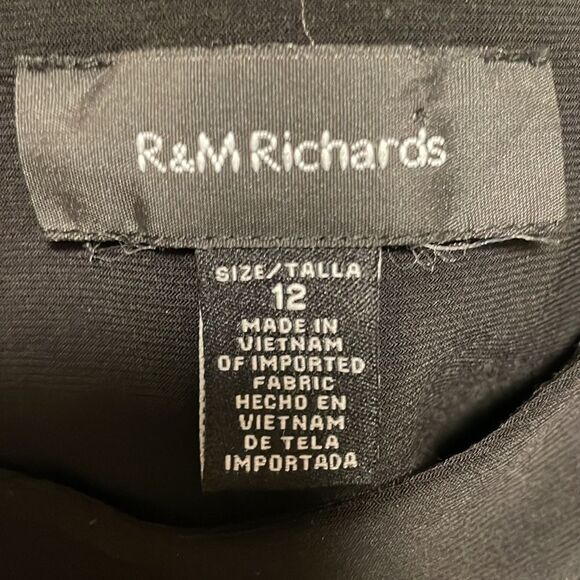 R&M Richards
SIZE/TALLA
12
MADE IN
VIETNAM
OF IMPORTED
FABRIC
HECHO EN
VIETNAM
DE TELA
IMPORTADA